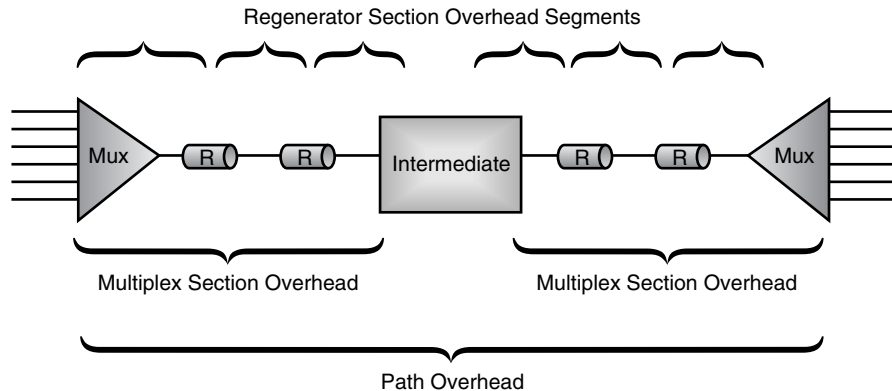 Regenerator Section Overhead Segments
Mux R R Intermediate R R Mux
Multiplex Section Overhead Multiplex Section Overhead
Path Overhead